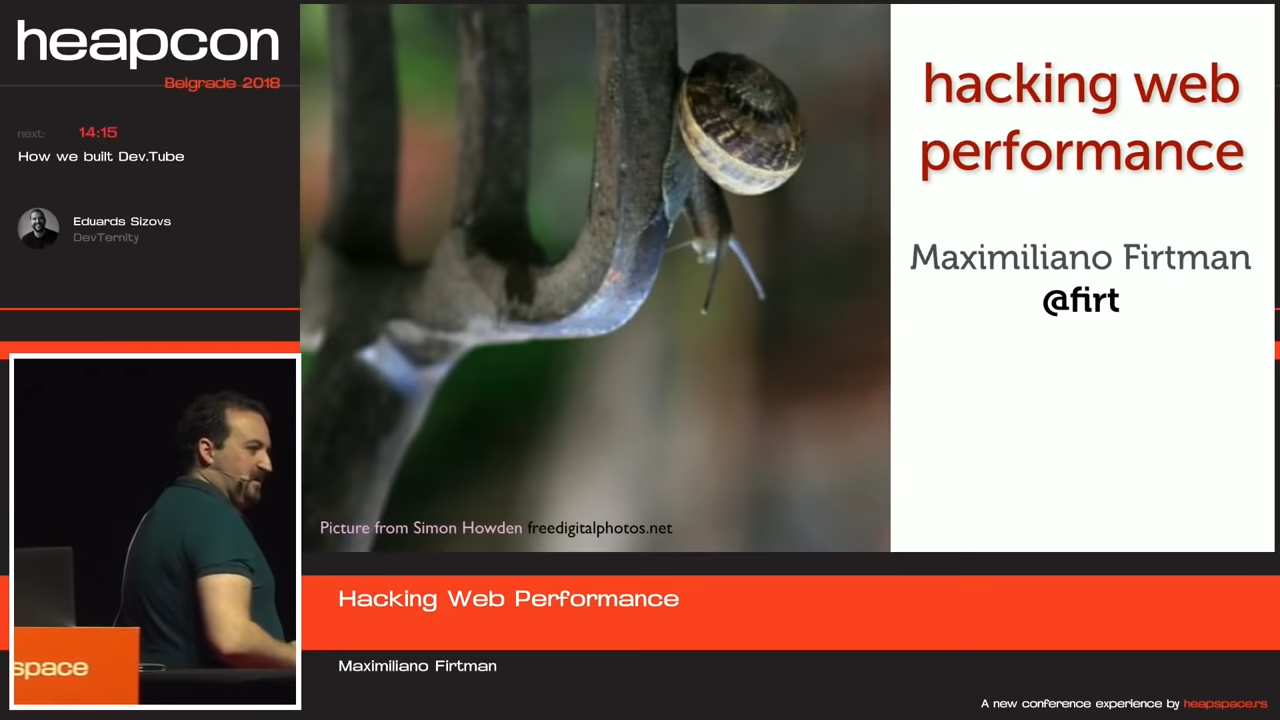 heapcon
Belgrade 2018
next: 14:15
How we built Dev.Tube
Eduards Sizovs
DevTernity
hacking web
performance
Maximiliano Firtman
@firt
Picture from Simon Howden freedigitalphotos.net
space
Hacking Web Performance
Maximiliano Firtman
A new conference experience by heapspace.rs